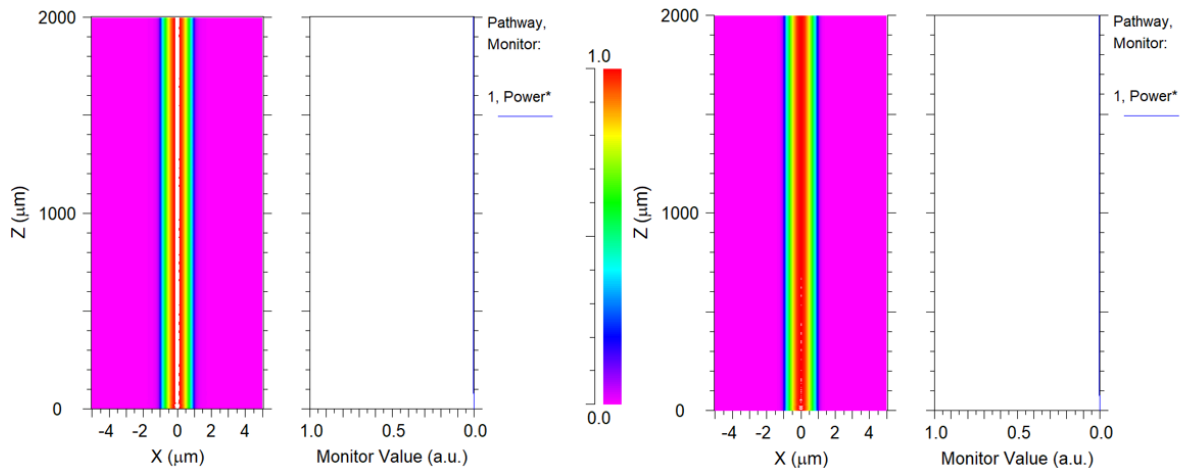 2000
1000
0
Z (μm)
-4 -2 0 2 4
X (μm)
1.0 0.5 0.0
Monitor Value (a.u.)
Pathway,
Monitor:
1, Power*
1.0
0.0
2000
1000
0
Z (μm)
-4 -2 0 2 4
X (μm)
1.0 0.5 0.0
Monitor Value (a.u.)
Pathway,
Monitor:
1, Power*